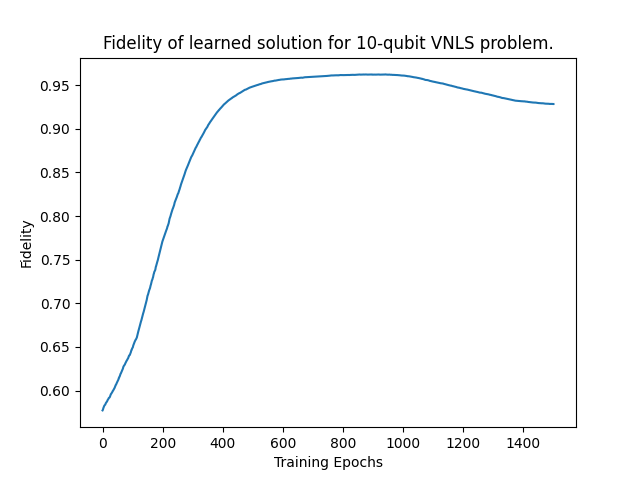 Fidelity of learned solution for 10-qubit VNLS problem.
0.95
0.90
0.85
0.80
0.75
0.70
0.65
0.60
Fidelity
0 200 400 600 800 1000 1200 1400
Training Epochs